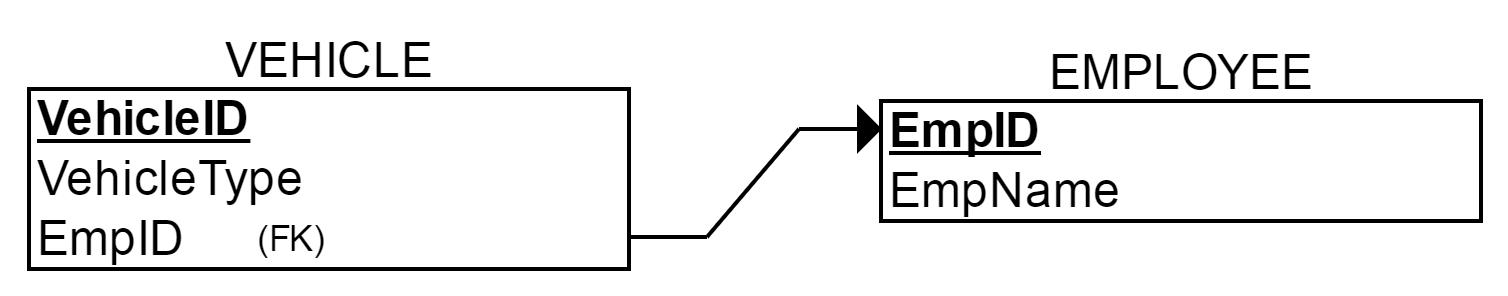 VEHICLE
VehicleID
VehicleType
EmpID (FK)
EMPLOYEE
EmpID
EmpName